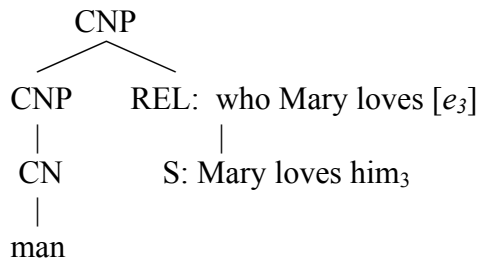 CNP
CNP REL: who Mary loves [e₃]
CN S: Mary loves him₃
man